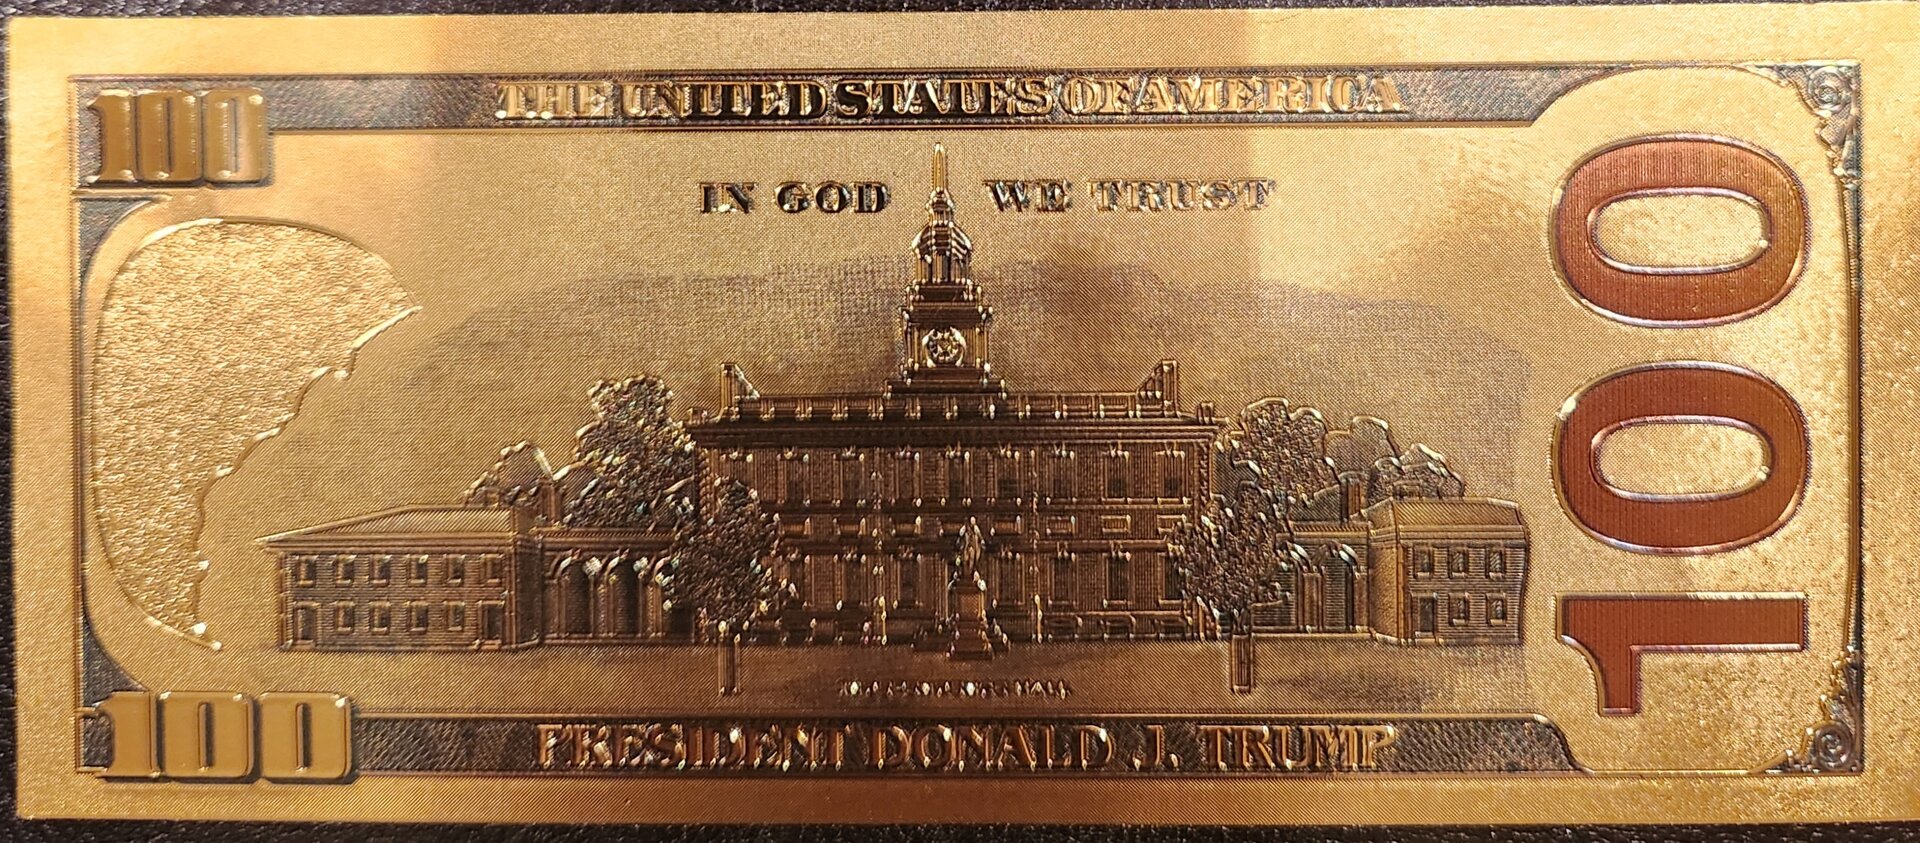 100
THE UNITED STATES OF AMERICA
IN GOD WE TRUST
100
100
PRESIDENT DONALD J. TRUMP